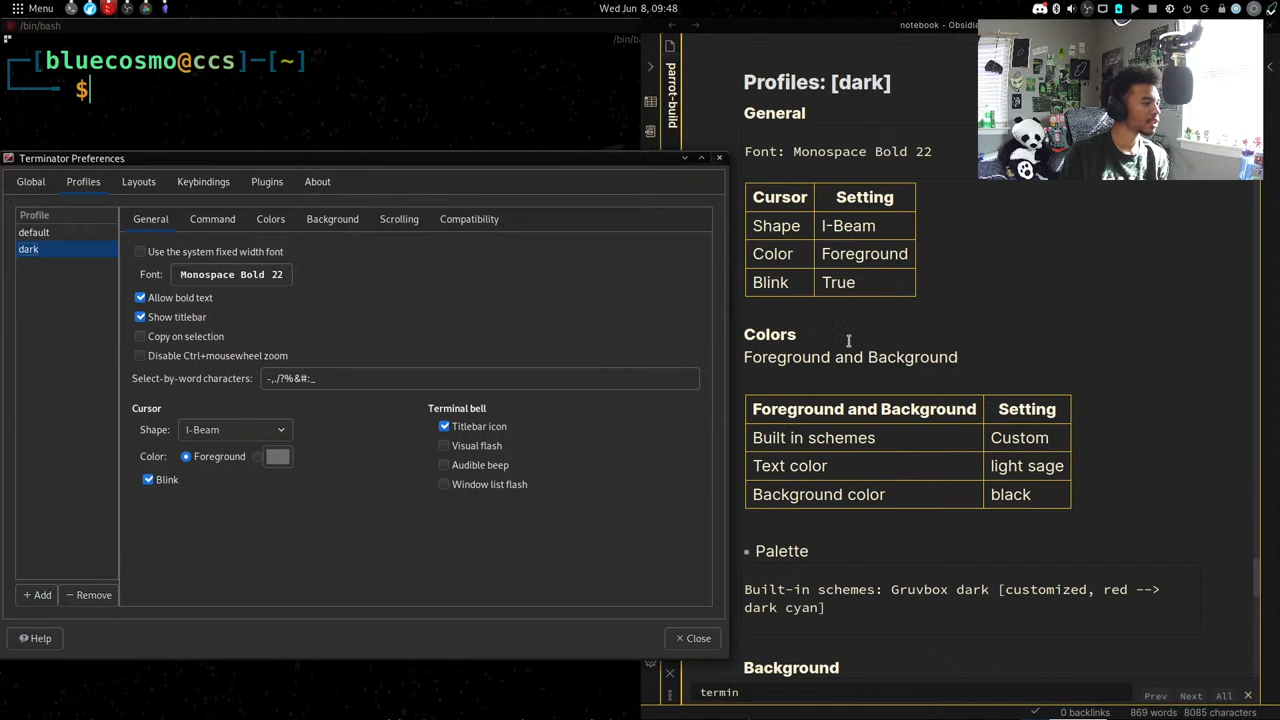 Menu
Wed Jun 8, 09:48
/bin/bash
/bin/b
notebook - Obsidia
[bluecosmo@ccs]-[~]
$
parrot-build
Terminator Preferences
Global Profiles Layouts Keybindings Plugins About
Profile
default
dark
General Command Colors Background Scrolling Compatibility
Use the system fixed width font
Font: Monospace Bold 22
Allow bold text
Show titlebar
Copy on selection
Disable Ctrl+mousewheel zoom
Select-by-word characters: -,./?%&#:_
Cursor
Shape: I-Beam
Color: Foreground
Blink
Terminal bell
Titlebar icon
Visual flash
Audible beep
Window list flash
+ Add − Remove
Help
× Close
Profiles: [dark]
General
Font: Monospace Bold 22
Cursor Setting
Shape I-Beam
Color Foreground
Blink True
Colors
Foreground and Background
Foreground and Background Setting
Built in schemes Custom
Text color light sage
Background color black
• Palette
Built-in schemes: Gruvbox dark [customized, red -->
dark cyan]
Background
termin
Prev Next All ×
0 backlinks 869 words 8085 characters